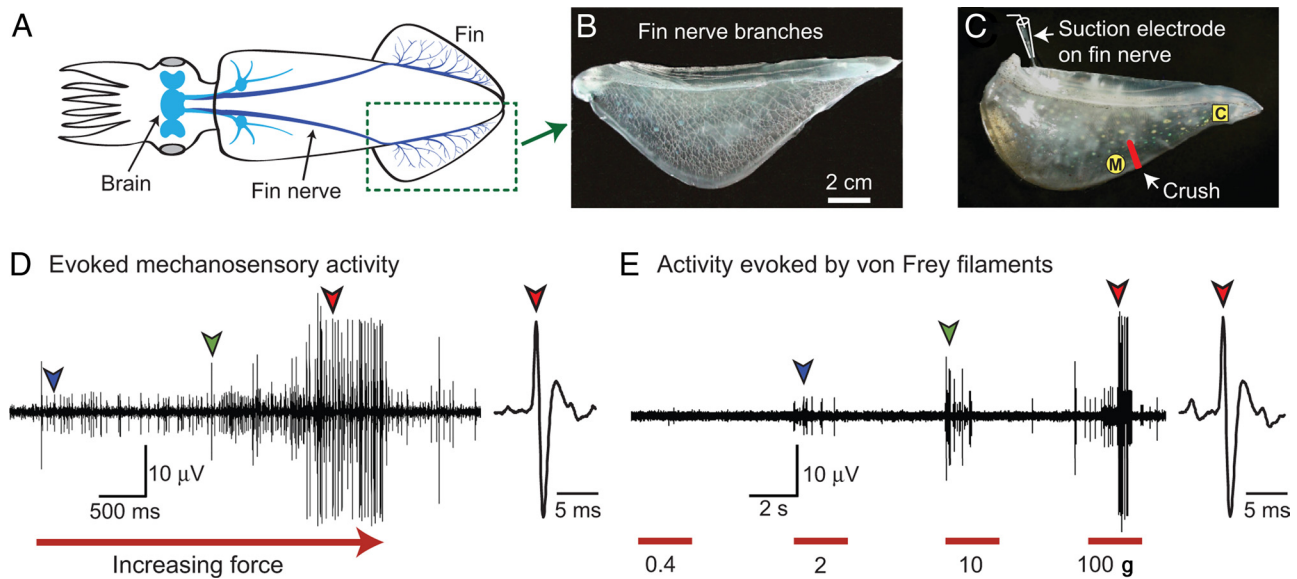 A
Fin
Brain
Fin nerve
B
Fin nerve branches
2 cm
C
Suction electrode
on fin nerve
C
M
Crush
D Evoked mechanosensory activity
10 μV
500 ms
5 ms
Increasing force
E Activity evoked by von Frey filaments
10 μV
2 s
5 ms
0.4 2 10 100 g